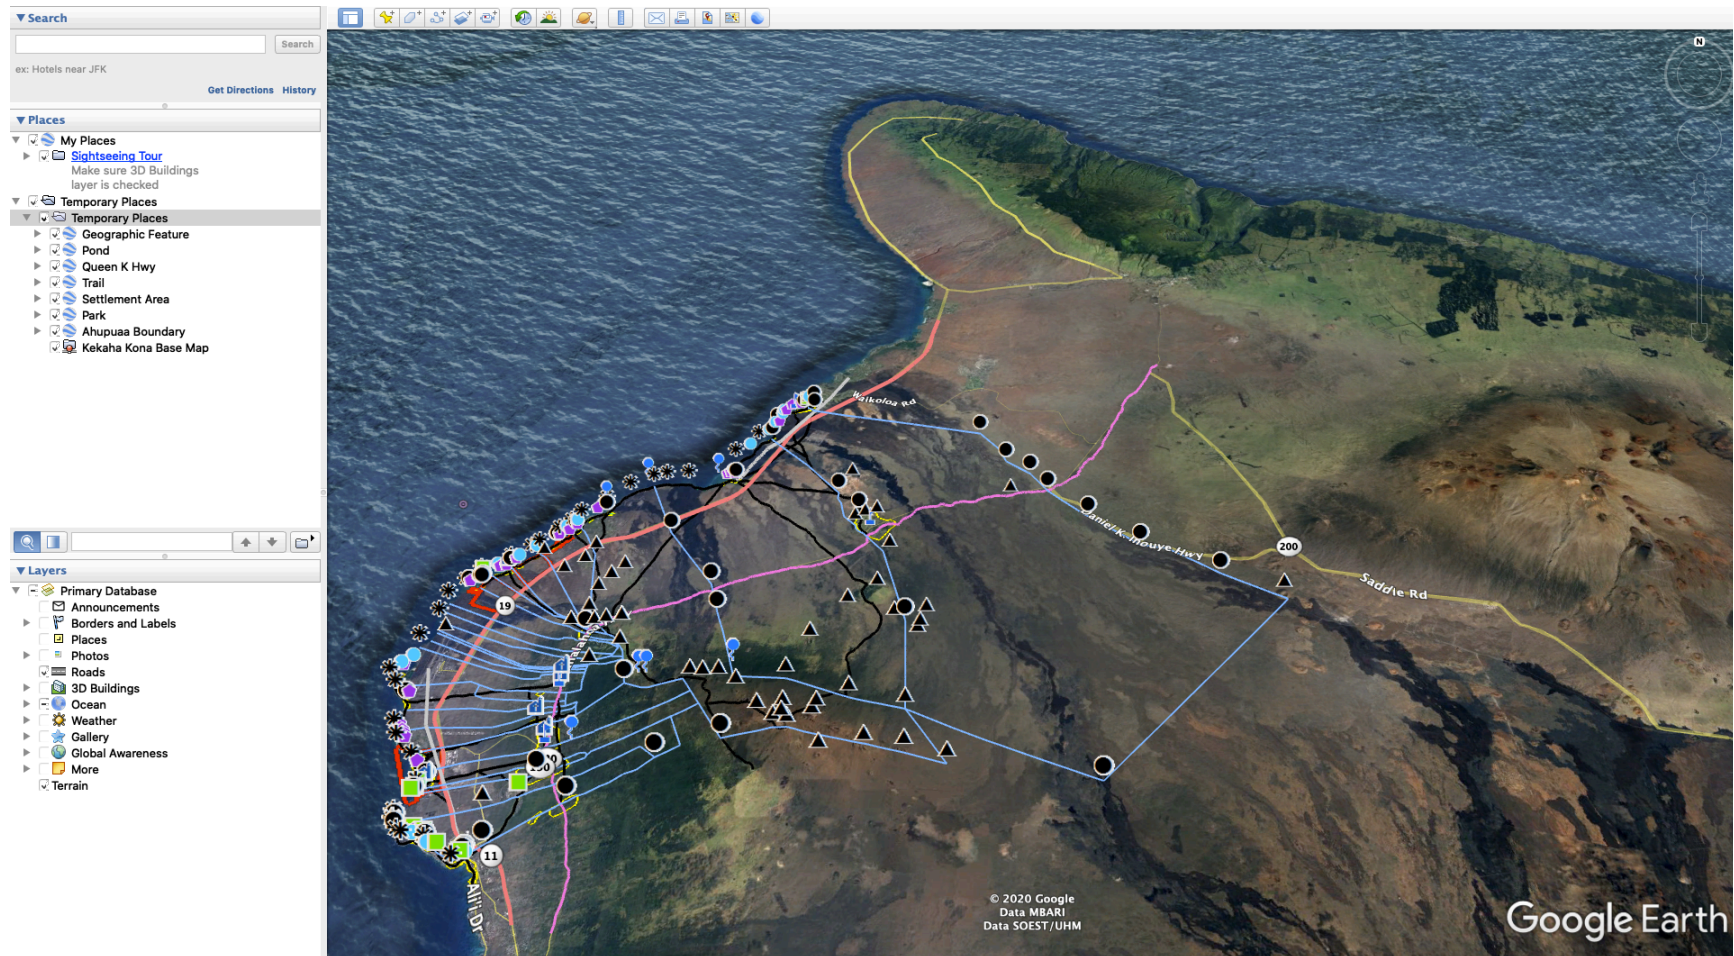 Search
Search
ex: Hotels near JFK
Get Directions History
Places
My Places
Sightseeing Tour
Make sure 3D Buildings
layer is checked
Temporary Places
Temporary Places
Geographic Feature
Pond
Queen K Hwy
Trail
Settlement Area
Park
Ahupuaa Boundary
Kekaha Kona Base Map
Layers
Primary Database
Announcements
Borders and Labels
Places
Photos
Roads
3D Buildings
Ocean
Weather
Gallery
Global Awareness
More
Terrain
N
Waikoloa Rd
Daniel K. Inouye Hwy
200
Saddle Rd
19
11
Ali'i Dr
© 2020 Google
Data MBARI
Data SOEST/UHM
Google Earth